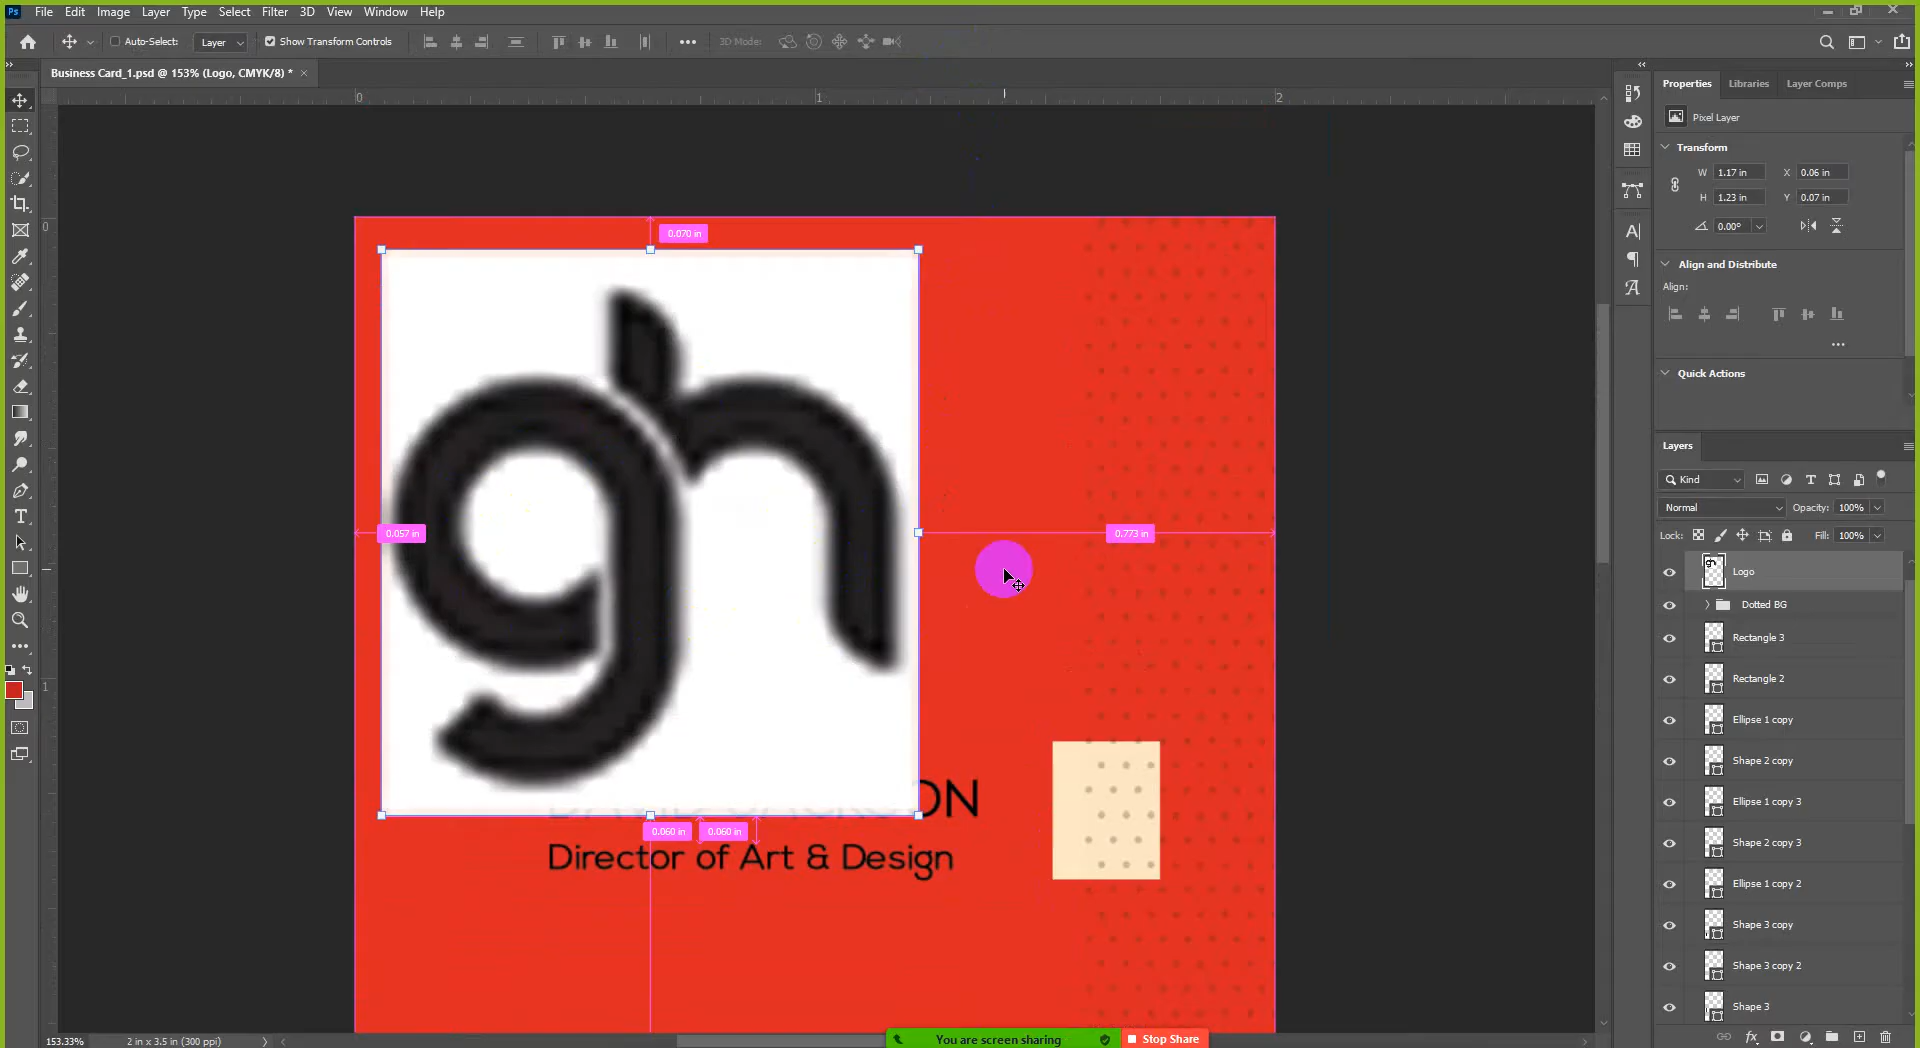 Ps File Edit Image Layer Type Select Filter 3D View Window Help
Auto-Select: Layer Show Transform Controls 3D Mode:
Business Card_1.psd @ 153% (Logo, CMYK/8) * ×
0 1 2
0
1
0.070 in
0.057 in
0.773 in
gh
ON
0.060 in 0.060 in
Director of Art & Design
Properties Libraries Layer Comps
Pixel Layer
Transform
W 1.17 in X 0.06 in
H 1.23 in Y 0.07 in
0.00°
Align and Distribute
Align:
Quick Actions
Layers
Kind
Normal Opacity: 100%
Lock: Fill: 100%
Logo
Dotted BG
Rectangle 3
Rectangle 2
Ellipse 1 copy
Shape 2 copy
Ellipse 1 copy 3
Shape 2 copy 3
Ellipse 1 copy 2
Shape 3 copy
Shape 3 copy 2
Shape 3
153.33% 2 in x 3.5 in (300 ppi)
You are screen sharing Stop Share